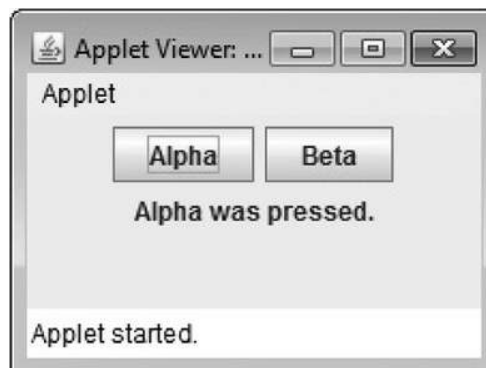 Applet Viewer: ...
Applet
Alpha Beta
Alpha was pressed.
Applet started.